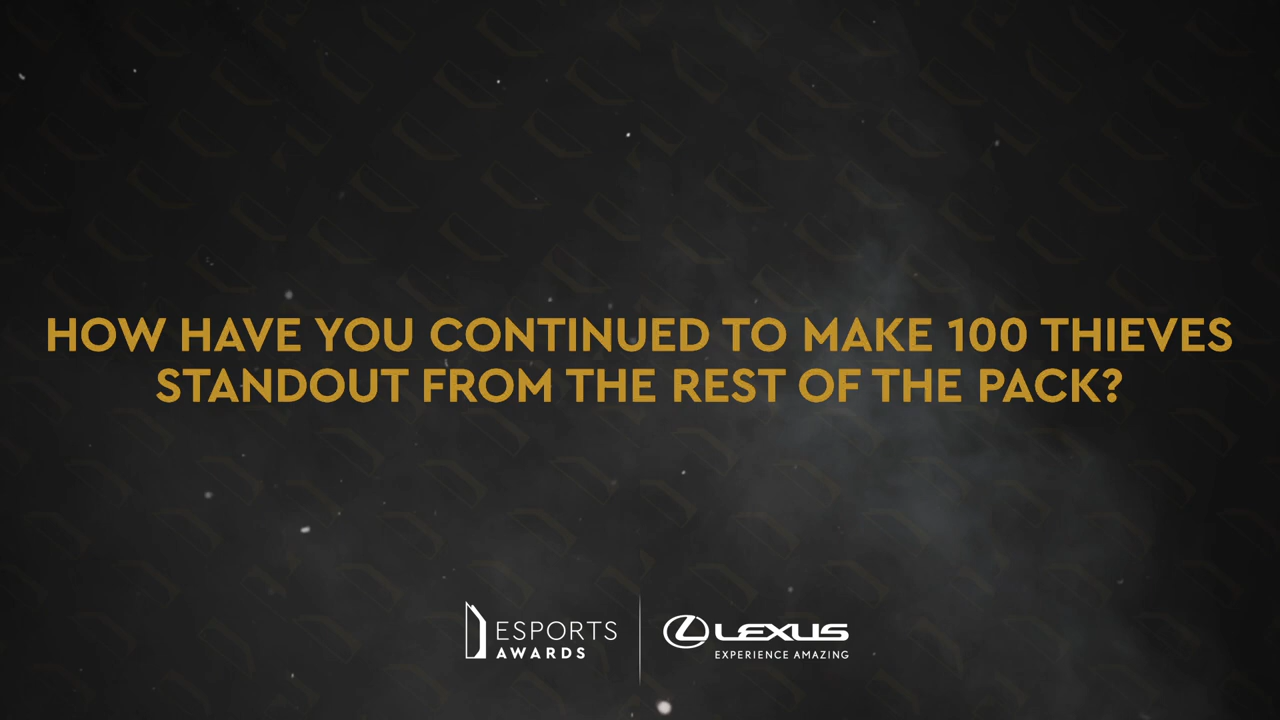 HOW HAVE YOU CONTINUED TO MAKE 100 THIEVES
STANDOUT FROM THE REST OF THE PACK?
ESPORTS
AWARDS
LEXUS
EXPERIENCE AMAZING